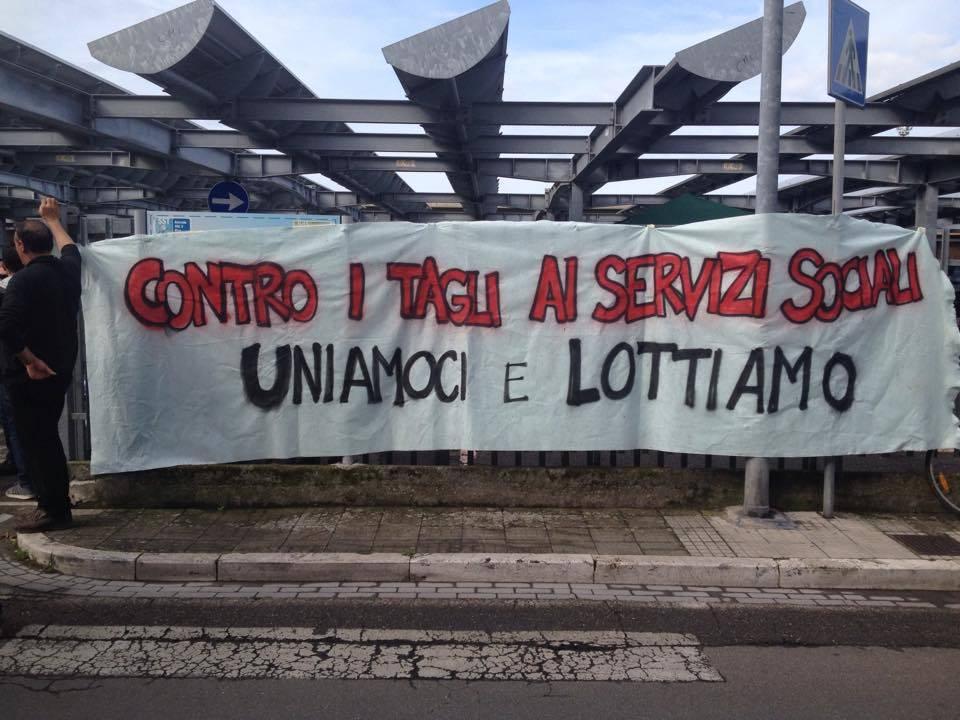 CONTRO I TAGLI AI SERVIZI SOCIALI
UNIAMOCI E LOTTIAMO